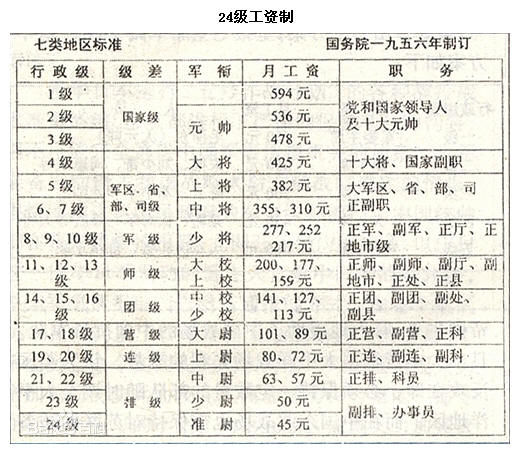 24级工资制
七类地区标准 国务院一九五六年制订
行政级 级差 军衔 月工资 职务
1级 国家级 594元 党和国家领导人及十大元帅
2级 元帅 536元
3级 478元
4级 大将 425元 十大将、国家副职
5级 军区、省、部、司级 上将 382元 大军区、省、部、司正副职
6、7级 中将 355、310元
8、9、10级 军级 少将 277、252 217元 正军、副军、正厅、正地市级
11、12、13级 师级 大校 上校 200、177、159元 正师、副师、副厅、副地市、正处、正县
14、15、16级 团级 中校 少校 141、127、113元 正团、副团、副处、副县
17、18级 营级 大尉 101、89元 正营、副营、正科
19、20级 连级 上尉 80、72元 正连、副连、副科
21、22级 排级 中尉 63、57元 正排、科员
23级 少尉 50元 副排、办事员
24级 准尉 45元